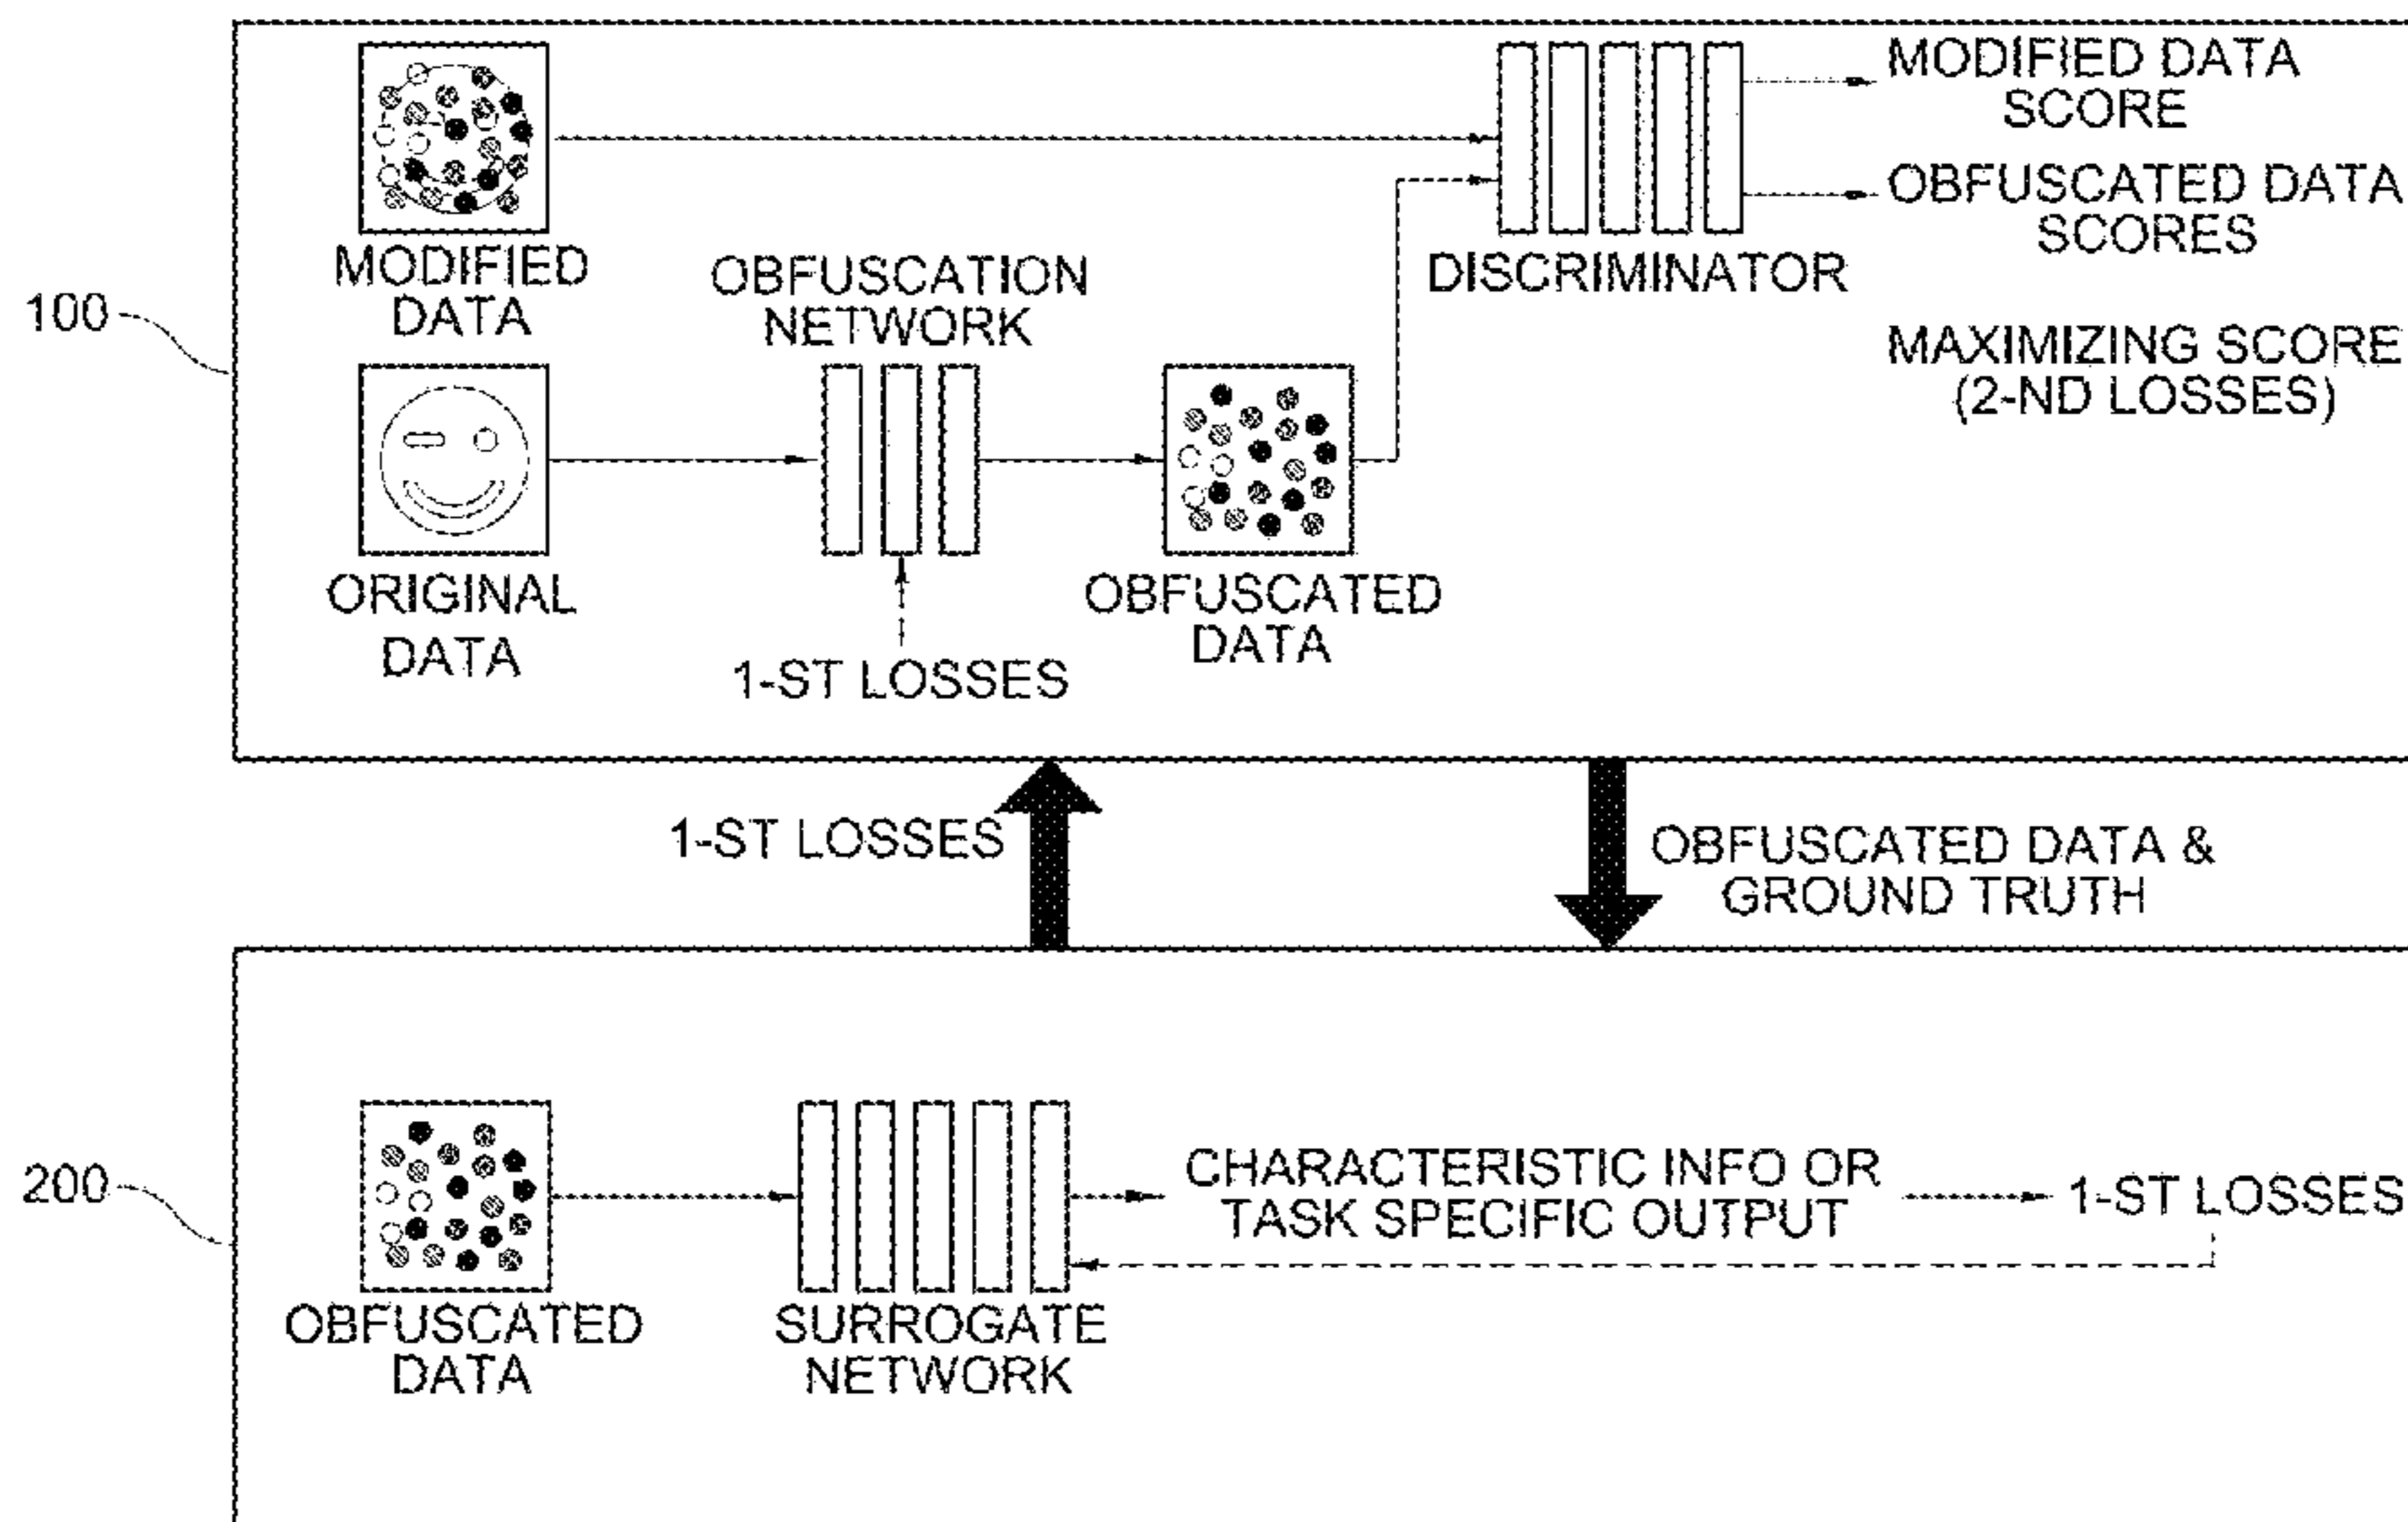 MODIFIED DATA
SCORE
OBFUSCATED DATA
SCORES
MODIFIED
DATA
OBFUSCATION
NETWORK
DISCRIMINATOR
100
MAXIMIZING SCORE
(2-ND LOSSES)
ORIGINAL
DATA
OBFUSCATED
DATA
1-ST LOSSES
1-ST LOSSES
OBFUSCATED DATA &
GROUND TRUTH
200
CHARACTERISTIC INFO OR
TASK SPECIFIC OUTPUT
1-ST LOSSES
OBFUSCATED
DATA
SURROGATE
NETWORK